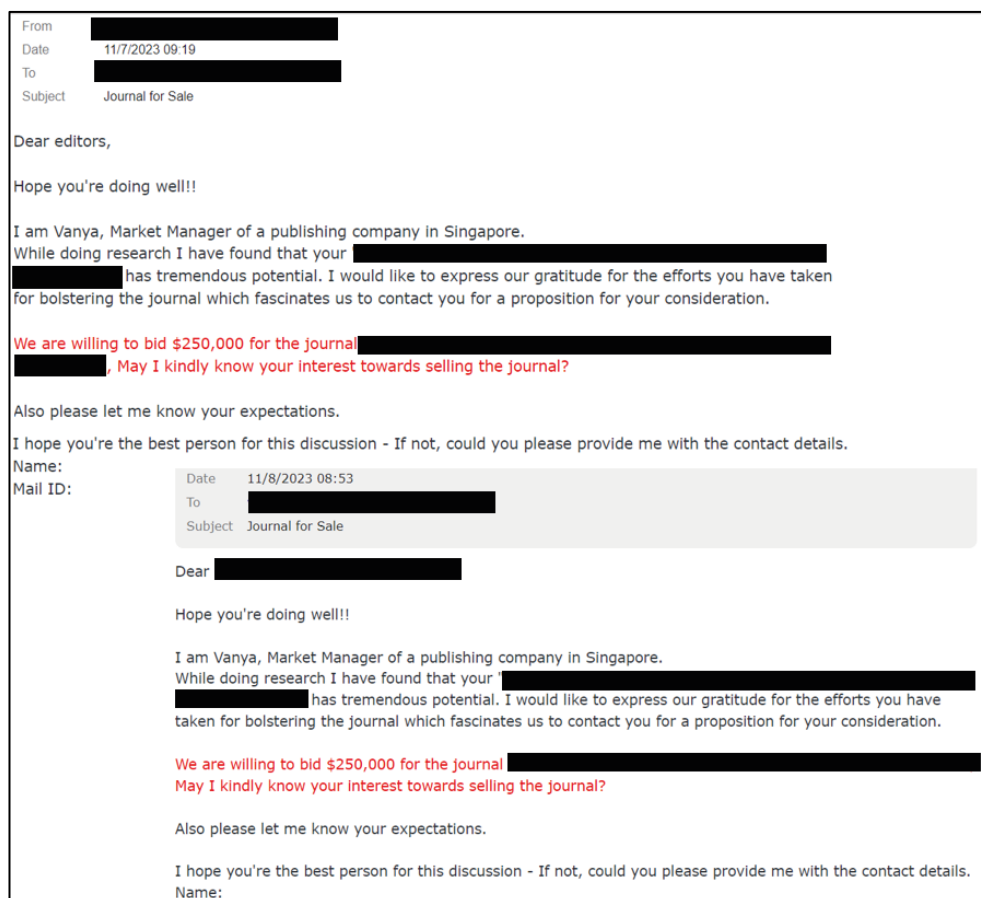 From
Date 11/7/2023 09:19
To
Subject Journal for Sale
Dear editors,
Hope you're doing well!!
I am Vanya, Market Manager of a publishing company in Singapore.
While doing research I have found that your "
has tremendous potential. I would like to express our gratitude for the efforts you have taken
for bolstering the journal which fascinates us to contact you for a proposition for your consideration.
We are willing to bid $250,000 for the journal
, May I kindly know your interest towards selling the journal?
Also please let me know your expectations.
I hope you're the best person for this discussion - If not, could you please provide me with the contact details.
Name:
Mail ID:
Date 11/8/2023 08:53
To
Subject Journal for Sale
Dear
Hope you're doing well!!
I am Vanya, Market Manager of a publishing company in Singapore.
While doing research I have found that your "
has tremendous potential. I would like to express our gratitude for the efforts you have
taken for bolstering the journal which fascinates us to contact you for a proposition for your consideration.
We are willing to bid $250,000 for the journal
May I kindly know your interest towards selling the journal?
Also please let me know your expectations.
I hope you're the best person for this discussion - If not, could you please provide me with the contact details.
Name: